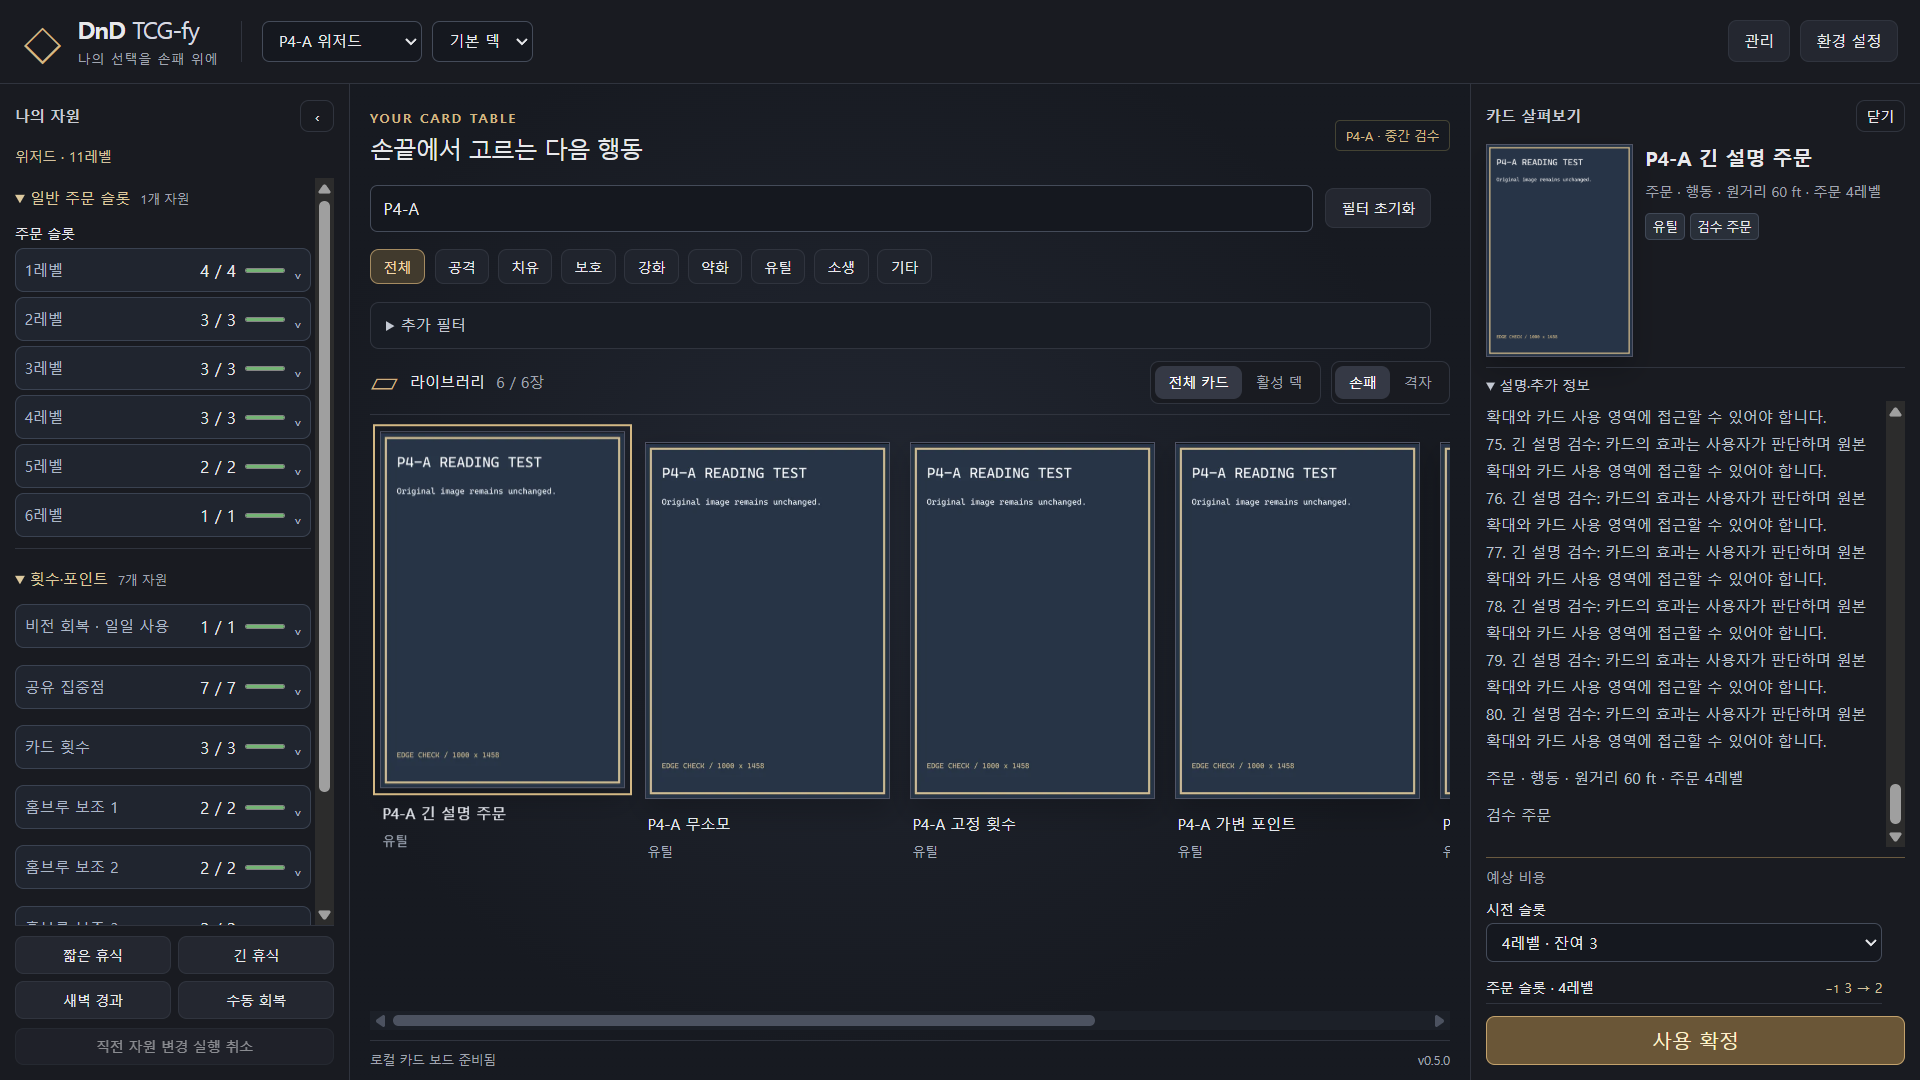 DnD TCG-fy
나의 선택을 손패 위에
P4-A 위저드
기본 덱
관리
환경 설정
나의 자원
위저드 · 11레벨
▼ 일반 주문 슬롯 1개 자원
주문 슬롯
1레벨 4 / 4
2레벨 3 / 3
3레벨 3 / 3
4레벨 3 / 3
5레벨 2 / 2
6레벨 1 / 1
▼ 횟수·포인트 7개 자원
비전 회복 · 일일 사용 1 / 1
공유 집중점 7 / 7
카드 횟수 3 / 3
홈브루 보조 1 2 / 2
홈브루 보조 2 2 / 2
짧은 휴식
긴 휴식
새벽 경과
수동 회복
직전 자원 변경 실행 취소
YOUR CARD TABLE
손끝에서 고르는 다음 행동
P4-A · 중간 검수
P4-A
필터 초기화
전체
공격
치유
보호
강화
약화
유틸
소생
기타
▶ 추가 필터
라이브러리 6 / 6장
전체 카드
활성 덱
손패
격자
P4-A READING TEST
Original image remains unchanged.
EDGE CHECK / 1000 x 1458
P4-A 긴 설명 주문
유틸
P4-A READING TEST
Original image remains unchanged.
EDGE CHECK / 1000 x 1458
P4-A 무소모
유틸
P4-A READING TEST
Original image remains unchanged.
EDGE CHECK / 1000 x 1458
P4-A 고정 횟수
유틸
P4-A READING TEST
Original image remains unchanged.
EDGE CHECK / 1000 x 1458
P4-A 가변 포인트
유틸
로컬 카드 보드 준비됨
v0.5.0
카드 살펴보기
닫기
P4-A READING TEST
Original image remains unchanged.
EDGE CHECK / 1000 x 1458
P4-A 긴 설명 주문
주문 · 행동 · 원거리 60 ft · 주문 4레벨
유틸
검수 주문
▼ 설명·추가 정보
확대와 카드 사용 영역에 접근할 수 있어야 합니다.
75. 긴 설명 검수: 카드의 효과는 사용자가 판단하며 원본
확대와 카드 사용 영역에 접근할 수 있어야 합니다.
76. 긴 설명 검수: 카드의 효과는 사용자가 판단하며 원본
확대와 카드 사용 영역에 접근할 수 있어야 합니다.
77. 긴 설명 검수: 카드의 효과는 사용자가 판단하며 원본
확대와 카드 사용 영역에 접근할 수 있어야 합니다.
78. 긴 설명 검수: 카드의 효과는 사용자가 판단하며 원본
확대와 카드 사용 영역에 접근할 수 있어야 합니다.
79. 긴 설명 검수: 카드의 효과는 사용자가 판단하며 원본
확대와 카드 사용 영역에 접근할 수 있어야 합니다.
80. 긴 설명 검수: 카드의 효과는 사용자가 판단하며 원본
확대와 카드 사용 영역에 접근할 수 있어야 합니다.
주문 · 행동 · 원거리 60 ft · 주문 4레벨
검수 주문
예상 비용
시전 슬롯
4레벨 · 잔여 3
주문 슬롯 · 4레벨 −1 3 → 2
사용 확정